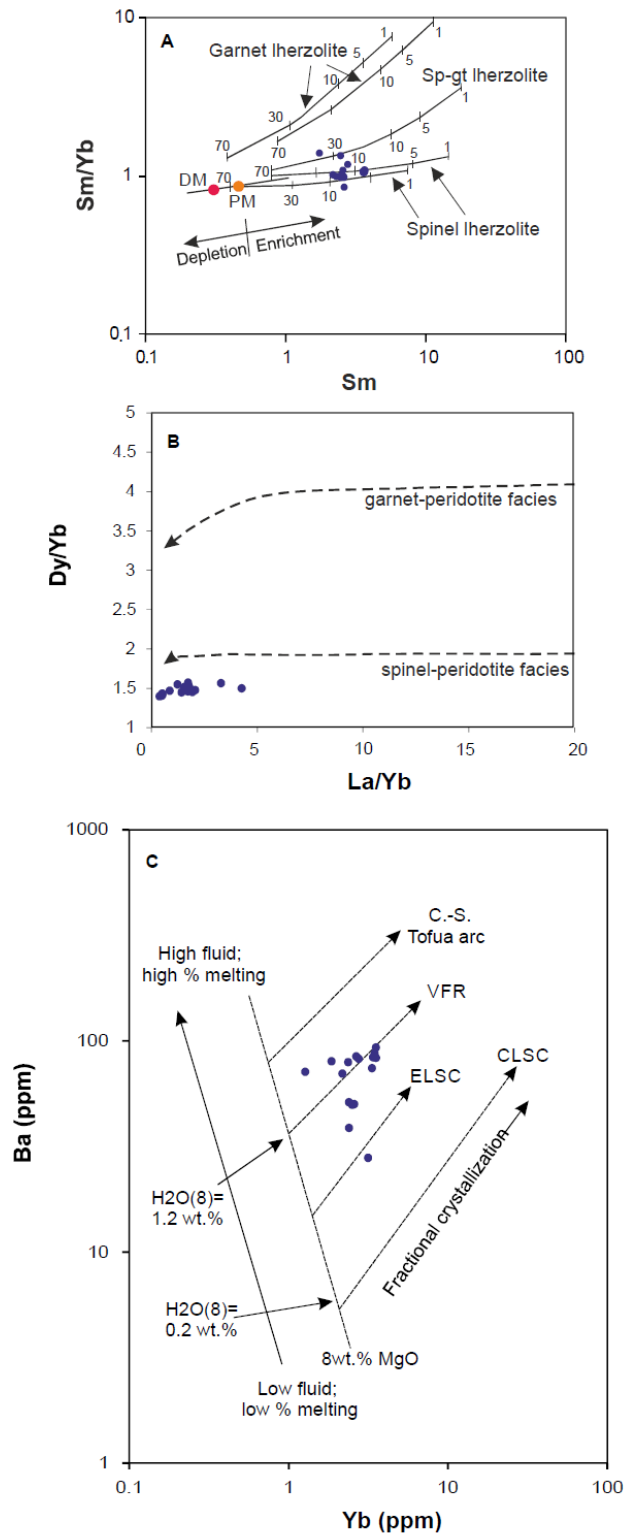 A
10
1
0.1
Sm/Yb
Garnet lherzolite
Sp-gt lherzolite
1
5
10
30
70
1
5
10
70
1
5
10
30
70
1
5
10
70
1
10
30
70
DM
PM
Spinel lherzolite
Depletion
Enrichment
0.1
1
10
100
Sm
B
5
4.5
4
3.5
3
2.5
2
1.5
1
Dy/Yb
garnet-peridotite facies
spinel-peridotite facies
0
5
10
15
20
La/Yb
C
1000
100
10
1
Ba (ppm)
C.-S.
Tofua arc
High fluid;
high % melting
VFR
CLSC
ELSC
Fractional crystallization
H2O(8)=
1.2 wt.%
H2O(8)=
0.2 wt.%
8wt.% MgO
Low fluid;
low % melting
0.1
1
10
100
Yb (ppm)